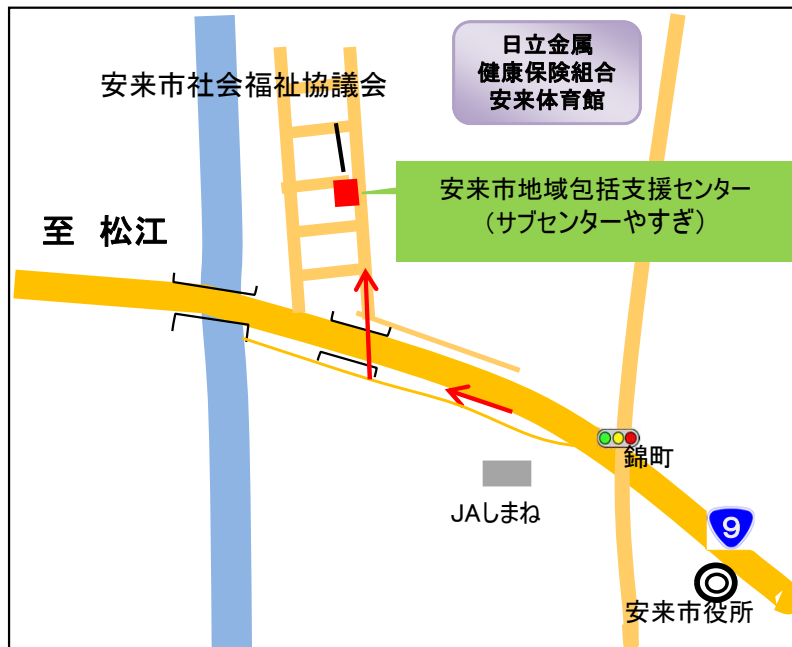 日立金属
健康保険組合
安来体育館
安来市社会福祉協議会
安来市地域包括支援センター
（サブセンターやすぎ）
至 松江
錦町
JAしまね
9
安来市役所